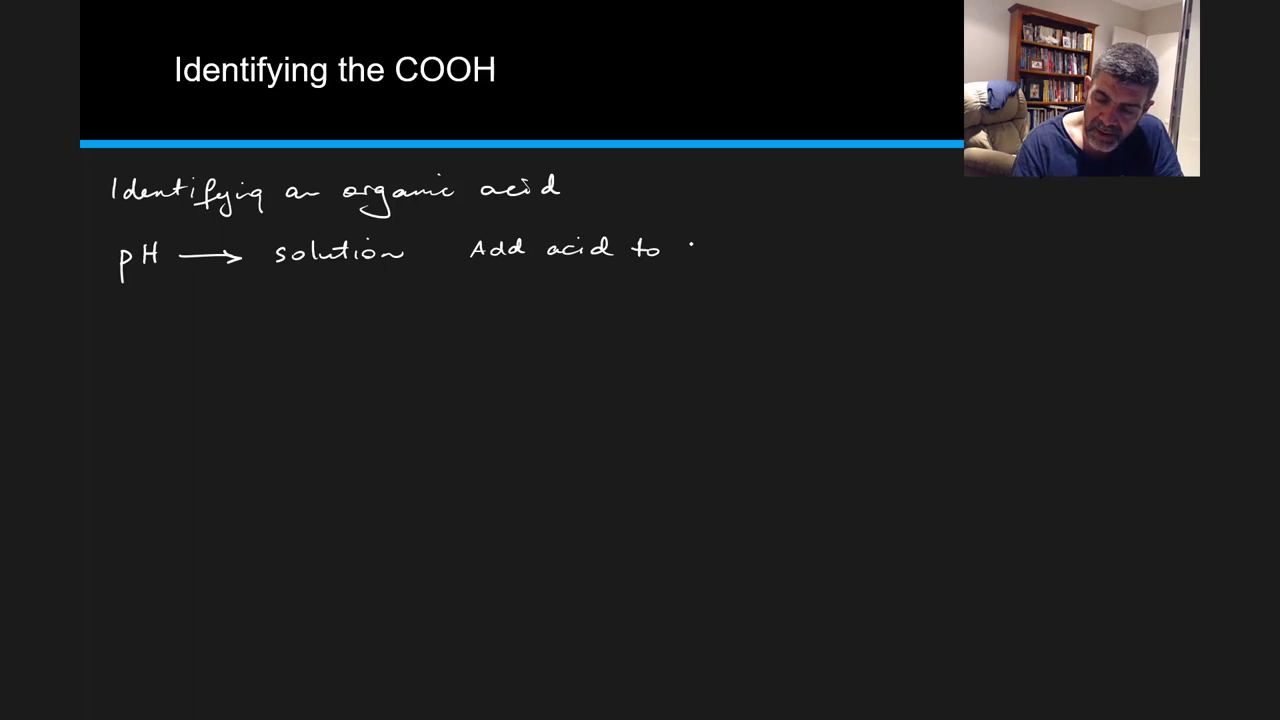 Identifying the COOH
Identifying an organic acid
pH → solution Add acid to